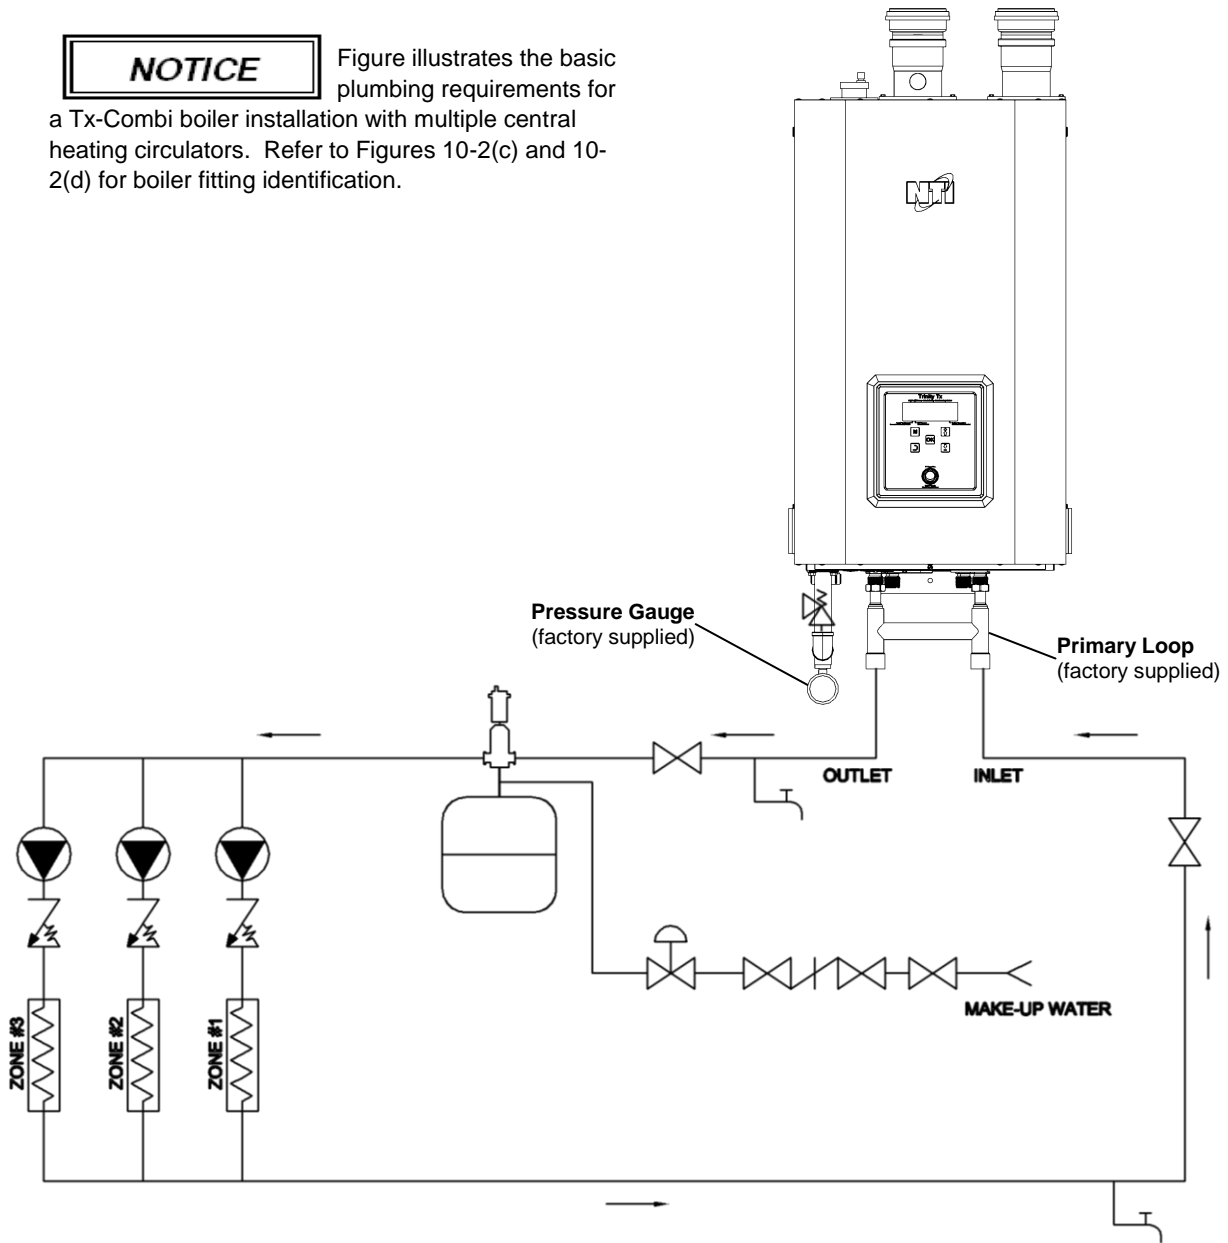 NOTICE
Figure illustrates the basic
plumbing requirements for
a Tx-Combi boiler installation with multiple central
heating circulators.  Refer to Figures 10-2(c) and 10-
2(d) for boiler fitting identification.
NTI
Trinity Tx
OK
Pressure Gauge
(factory supplied)
Primary Loop
(factory supplied)
OUTLET
INLET
MAKE-UP WATER
ZONE #3
ZONE #2
ZONE #1